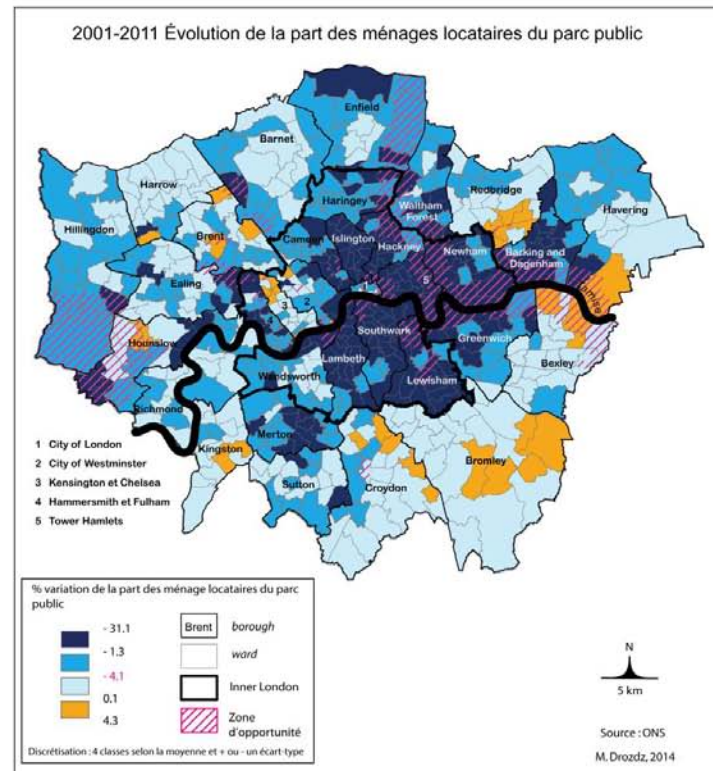 2001-2011 Évolution de la part des ménages locataires du parc public
Enfield
Barnet
Harrow
Redbridge
Haringey
Waltham
Forest
Havering
Hillingdon
Brent
Camden
Islington
Hackney
Newham
Barking and
Dagenham
Ealing
1
5
2
3
4
Tamise
Southwark
Hounslow
Greenwich
Lambeth
Bexley
Wandsworth
Lewisham
Richmond
Merton
Kingston
Bromley
Sutton
Croydon
1 City of London
2 City of Westminster
3 Kensington et Chelsea
4 Hammersmith et Fulham
5 Tower Hamlets
% variation de la part des ménage locataires du parc
public
- 31.1
- 1.3
- 4.1
0.1
4.3
Brent borough
ward
Inner London
Zone
d'opportunité
Discrétisation : 4 classes selon la moyenne et + ou - un écart-type
N
5 km
Source : ONS
M. Drozdz, 2014